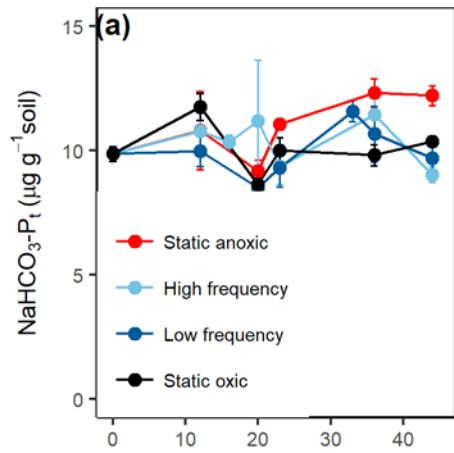 (a)
NaHCO₃-Pₜ (μg g⁻¹soil)
15
10
5
0
Static anoxic
High frequency
Low frequency
Static oxic
0 10 20 30 40